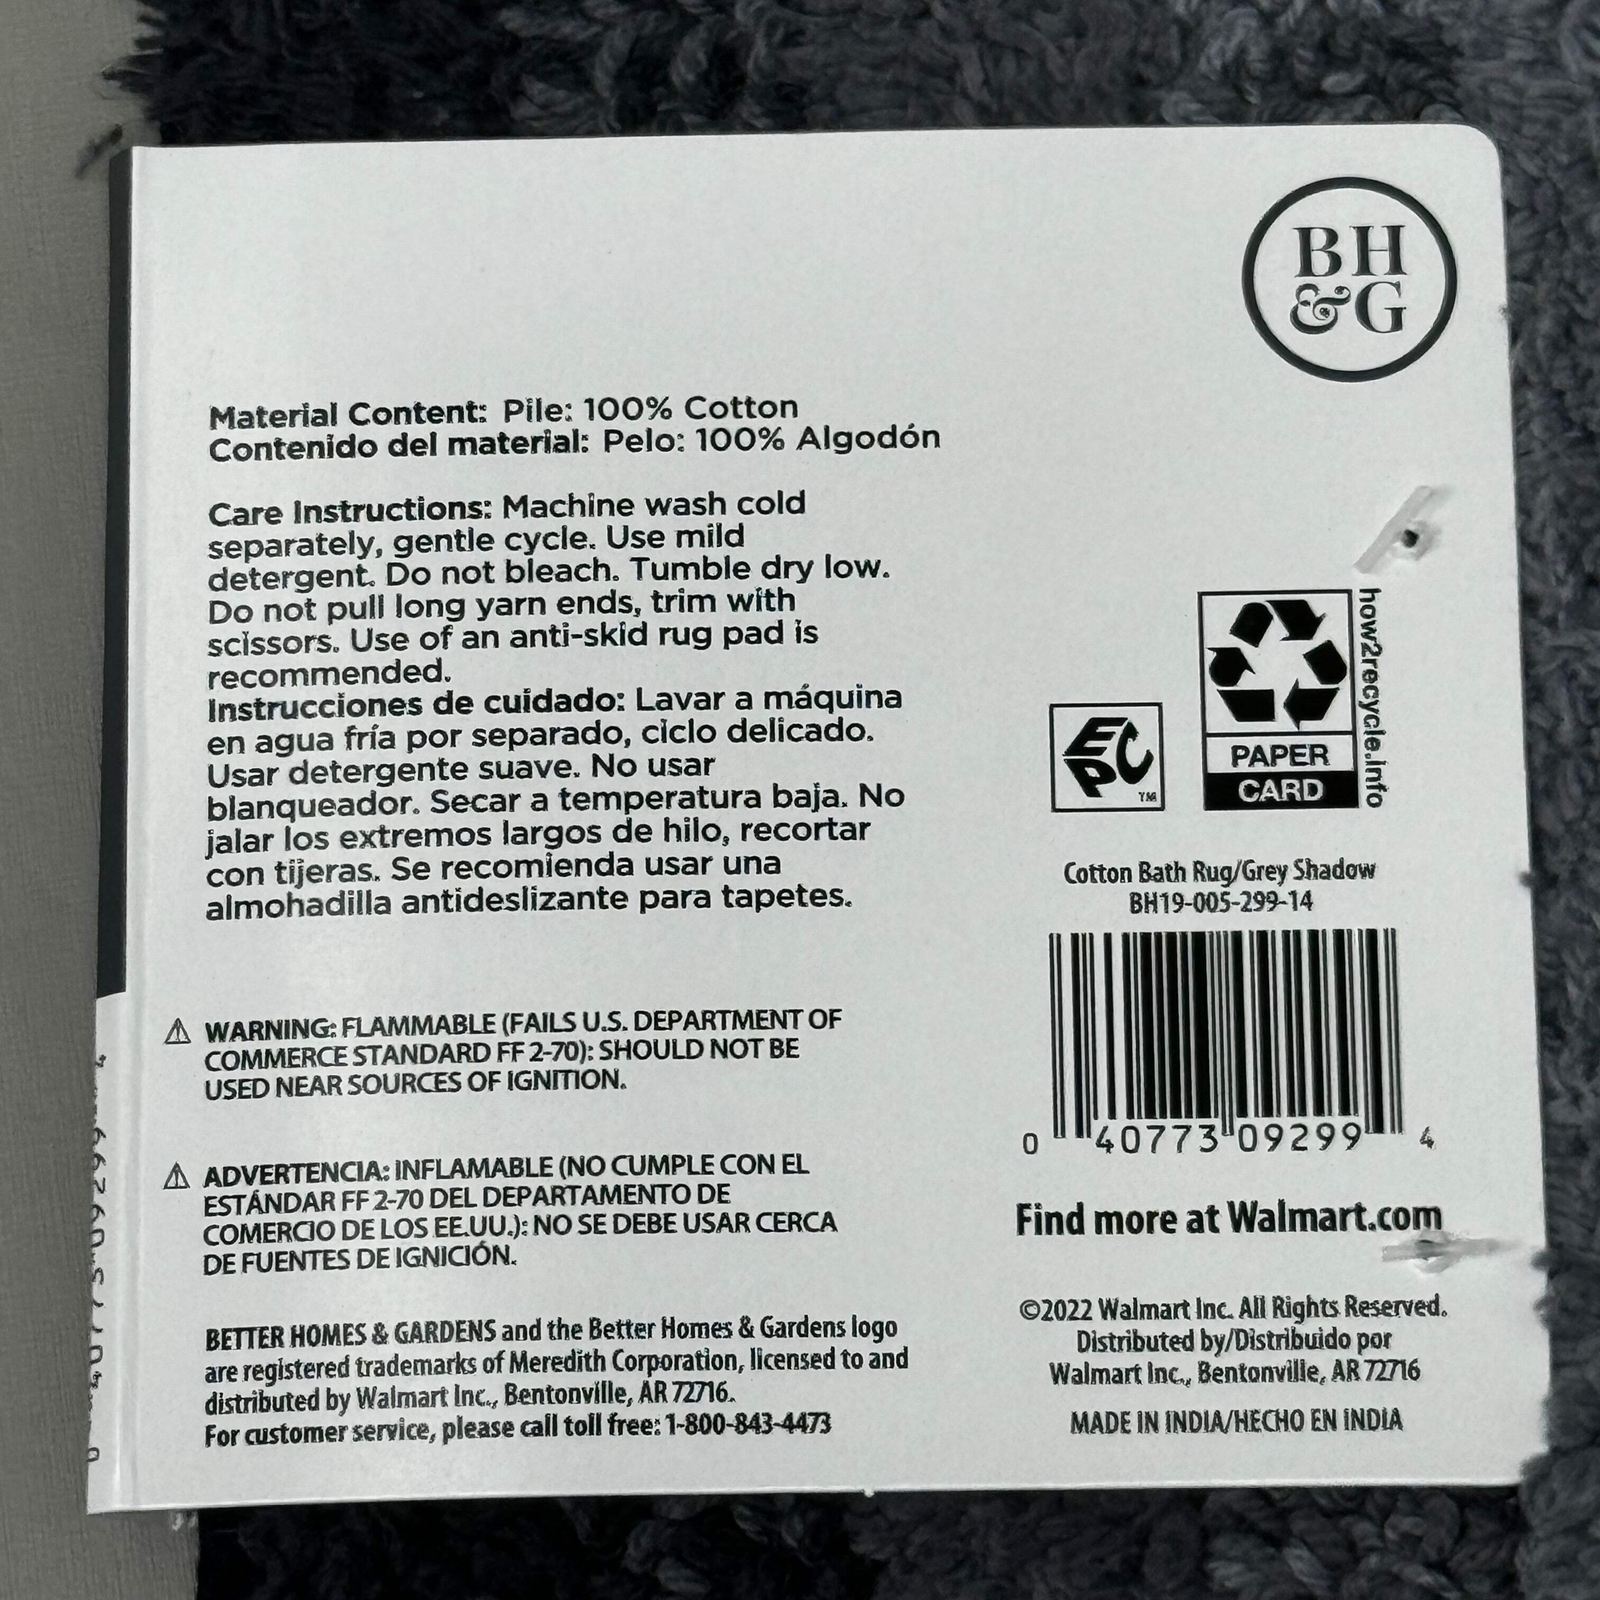 BH
&G
Material Content: Pile: 100% Cotton
Contenido del material: Pelo: 100% Algodón
Care Instructions: Machine wash cold
separately, gentle cycle. Use mild
detergent. Do not bleach. Tumble dry low.
Do not pull long yarn ends, trim with
scissors. Use of an anti-skid rug pad is
recommended.
Instrucciones de cuidado: Lavar a máquina
en agua fría por separado, ciclo delicado.
Usar detergente suave. No usar
blanqueador. Secar a temperatura baja. No
jalar los extremos largos de hilo, recortar
con tijeras. Se recomienda usar una
almohadilla antideslizante para tapetes.
⚠ WARNING: FLAMMABLE (FAILS U.S. DEPARTMENT OF
COMMERCE STANDARD FF 2-70): SHOULD NOT BE
USED NEAR SOURCES OF IGNITION.
⚠ ADVERTENCIA: INFLAMABLE (NO CUMPLE CON EL
ESTÁNDAR FF 2-70 DEL DEPARTAMENTO DE
COMERCIO DE LOS EE.UU.): NO SE DEBE USAR CERCA
DE FUENTES DE IGNICIÓN.
BETTER HOMES & GARDENS and the Better Homes & Gardens logo
are registered trademarks of Meredith Corporation, licensed to and
distributed by Walmart Inc., Bentonville, AR 72716.
For customer service, please call toll free: 1-800-843-4473
EPC™
how2recycle.info
PAPER
CARD
Cotton Bath Rug/Grey Shadow
BH19-005-299-14
0 40773 09299 4
Find more at Walmart.com
©2022 Walmart Inc. All Rights Reserved.
Distributed by/Distribuido por
Walmart Inc., Bentonville, AR 72716
MADE IN INDIA/HECHO EN INDIA